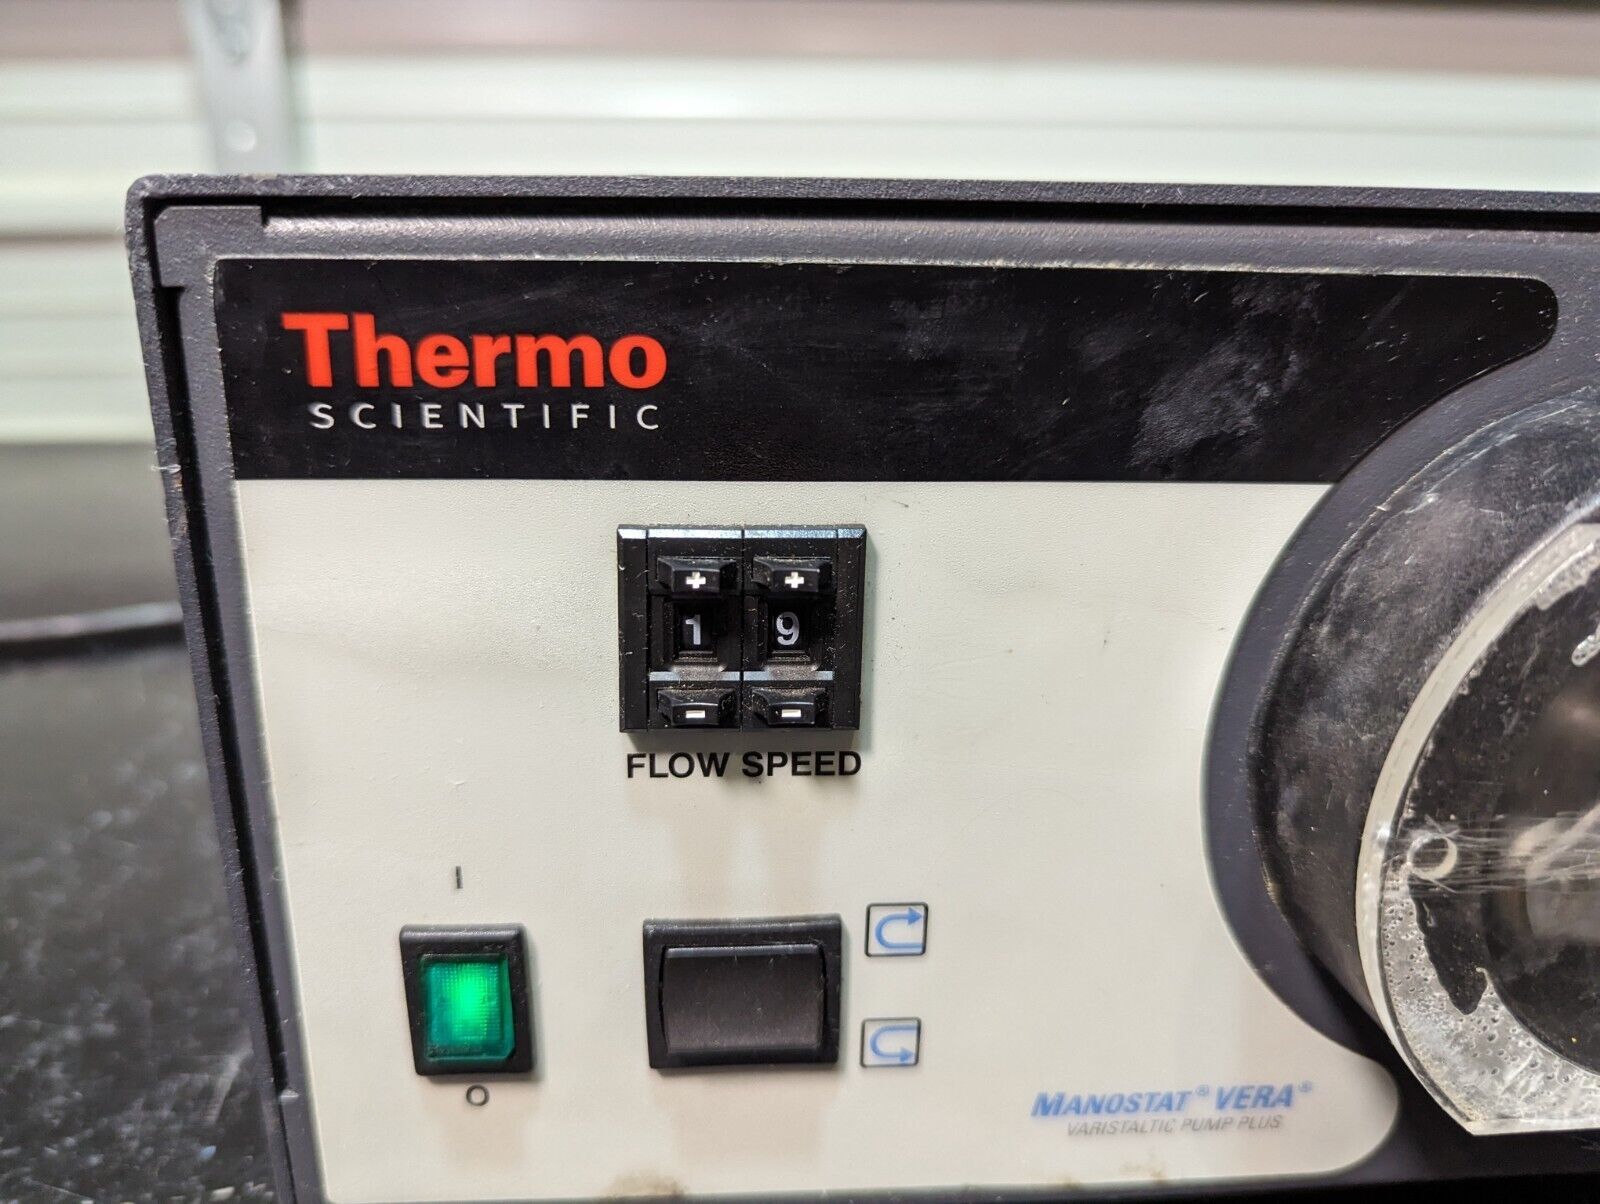 Thermo
SCIENTIFIC
+ +
1 9
- -
FLOW SPEED
I
O
MANOSTAT® VERA®
VARISTALTIC PUMP PLUS